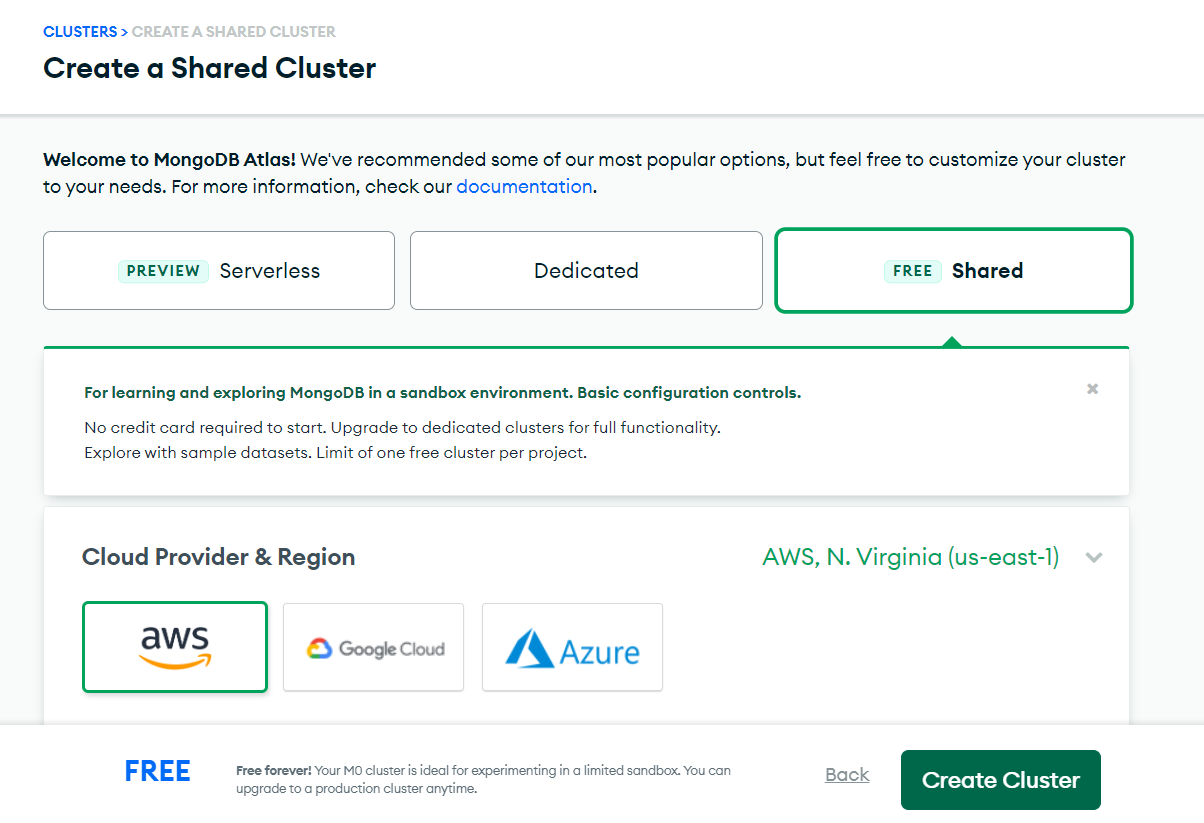 CLUSTERS > CREATE A SHARED CLUSTER
Create a Shared Cluster
Welcome to MongoDB Atlas! We've recommended some of our most popular options, but feel free to customize your cluster
to your needs. For more information, check our documentation.
PREVIEW Serverless
Dedicated
FREE Shared
For learning and exploring MongoDB in a sandbox environment. Basic configuration controls.
No credit card required to start. Upgrade to dedicated clusters for full functionality.
Explore with sample datasets. Limit of one free cluster per project.
Cloud Provider & Region
AWS, N. Virginia (us-east-1)
aws
Google Cloud
Azure
FREE
Free forever! Your M0 cluster is ideal for experimenting in a limited sandbox. You can
upgrade to a production cluster anytime.
Back
Create Cluster